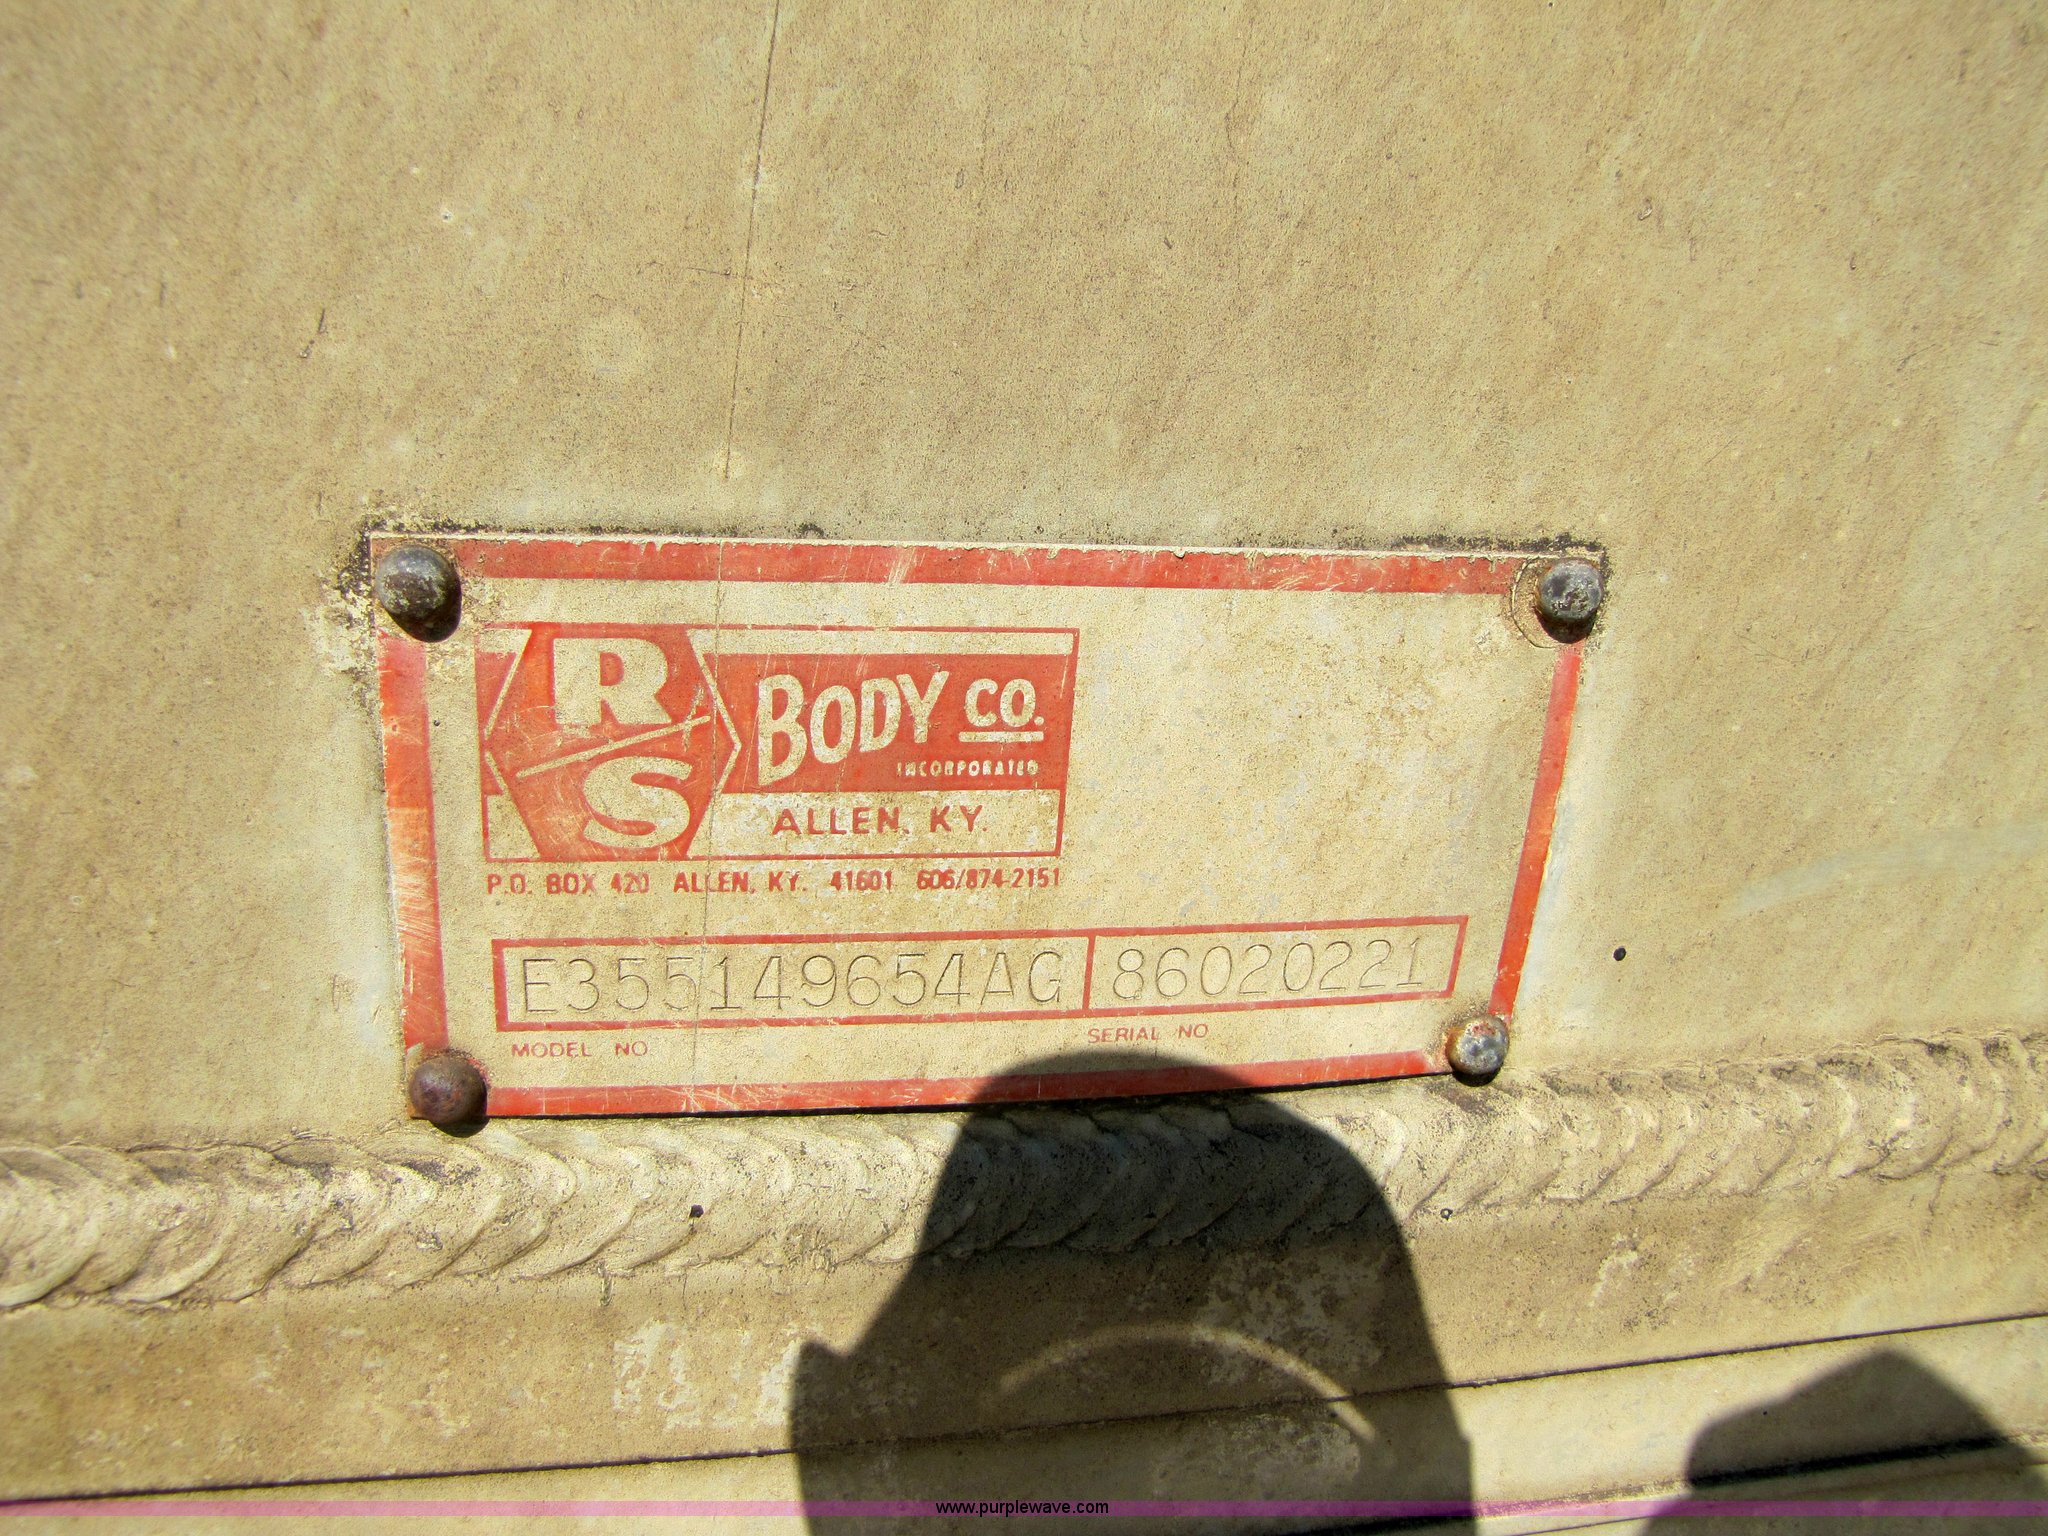 R/S BODY CO.
INCORPORATED
ALLEN, KY.
P.O. BOX 420 ALLEN, KY. 41601 606/874-2151
E355149654AG 86020221
MODEL NO SERIAL NO
www.purplewave.com